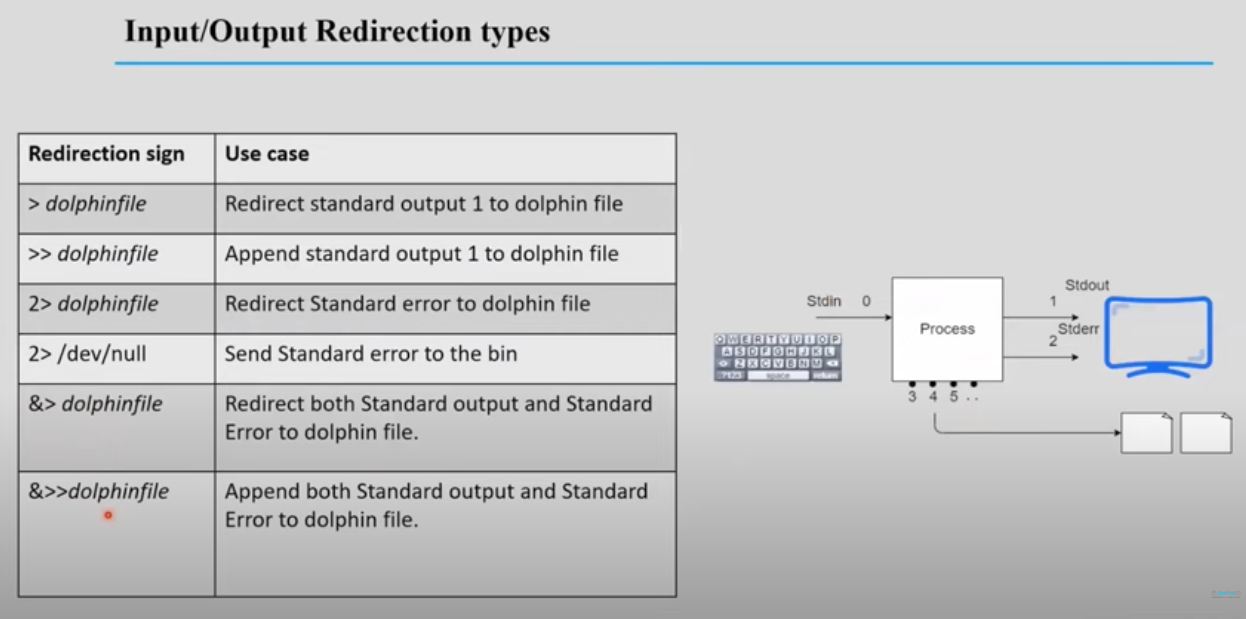 Input/Output Redirection types
Redirection sign
Use case
> dolphinfile
Redirect standard output 1 to dolphin file
>> dolphinfile
Append standard output 1 to dolphin file
2> dolphinfile
Redirect Standard error to dolphin file
2> /dev/null
Send Standard error to the bin
&> dolphinfile
Redirect both Standard output and Standard
Error to dolphin file.
&>>dolphinfile
Append both Standard output and Standard
Error to dolphin file.
Stdin 0
Process
Stdout
1
Stderr
2
3 4 5 . .
Q W E R T Y U I O P
A S D F G H J K L
Z X C V B N M
space